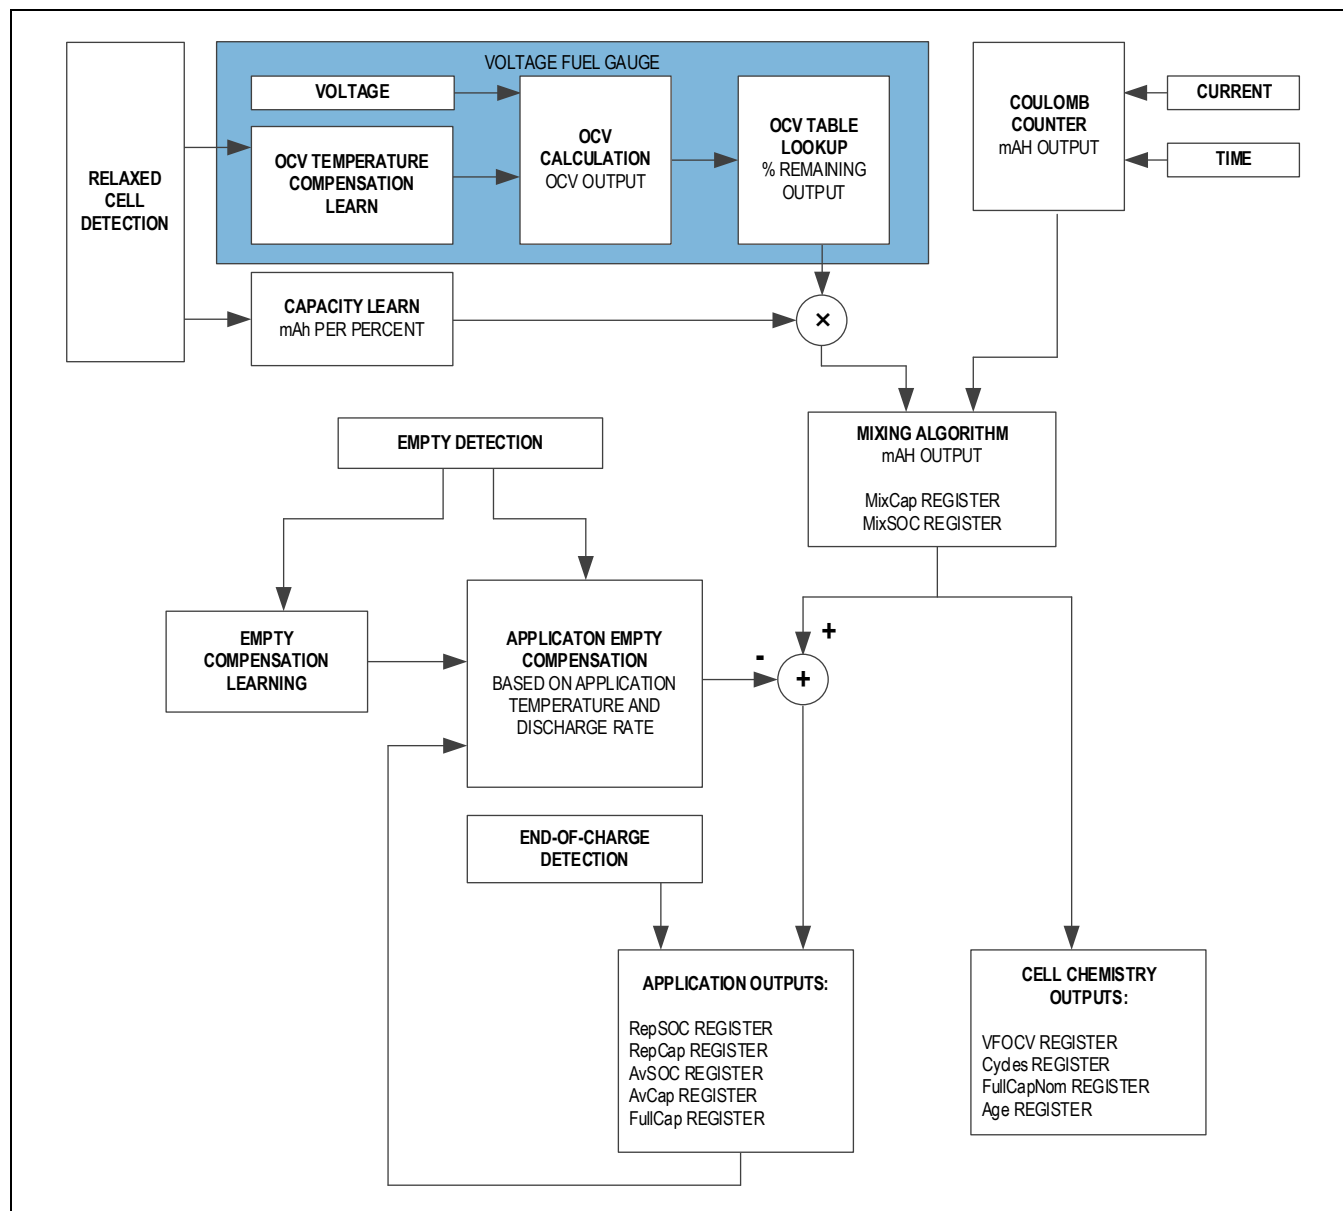 VOLTAGE FUEL GAUGE
VOLTAGE
OCV TEMPERATURE
COMPENSATION
LEARN
OCV
CALCULATION
OCV OUTPUT
OCV TABLE
LOOKUP
% REMAINING
OUTPUT
COULOMB
COUNTER
mAH OUTPUT
CURRENT
TIME
RELAXED
CELL
DETECTION
CAPACITY LEARN
mAh PER PERCENT
×
MIXING ALGORITHM
mAH OUTPUT
MixCap REGISTER
MixSOC REGISTER
EMPTY DETECTION
EMPTY
COMPENSATION
LEARNING
APPLICATON EMPTY
COMPENSATION
BASED ON APPLICATION
TEMPERATURE AND
DISCHARGE RATE
-
+
+
END-OF-CHARGE
DETECTION
APPLICATION OUTPUTS:
RepSOC REGISTER
RepCap REGISTER
AvSOC REGISTER
AvCap REGISTER
FullCap REGISTER
CELL CHEMISTRY
OUTPUTS:
VFOCV REGISTER
Cycles REGISTER
FullCapNom REGISTER
Age REGISTER